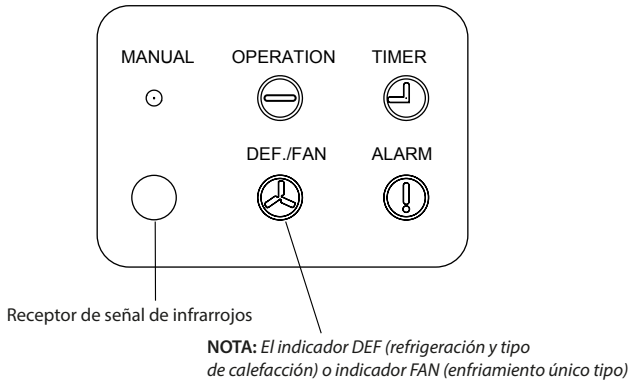 MANUAL OPERATION TIMER
DEF./FAN ALARM
Receptor de señal de infrarrojos
NOTA: El indicador DEF (refrigeración y tipo
de calefacción) o indicador FAN (enfriamiento único tipo)